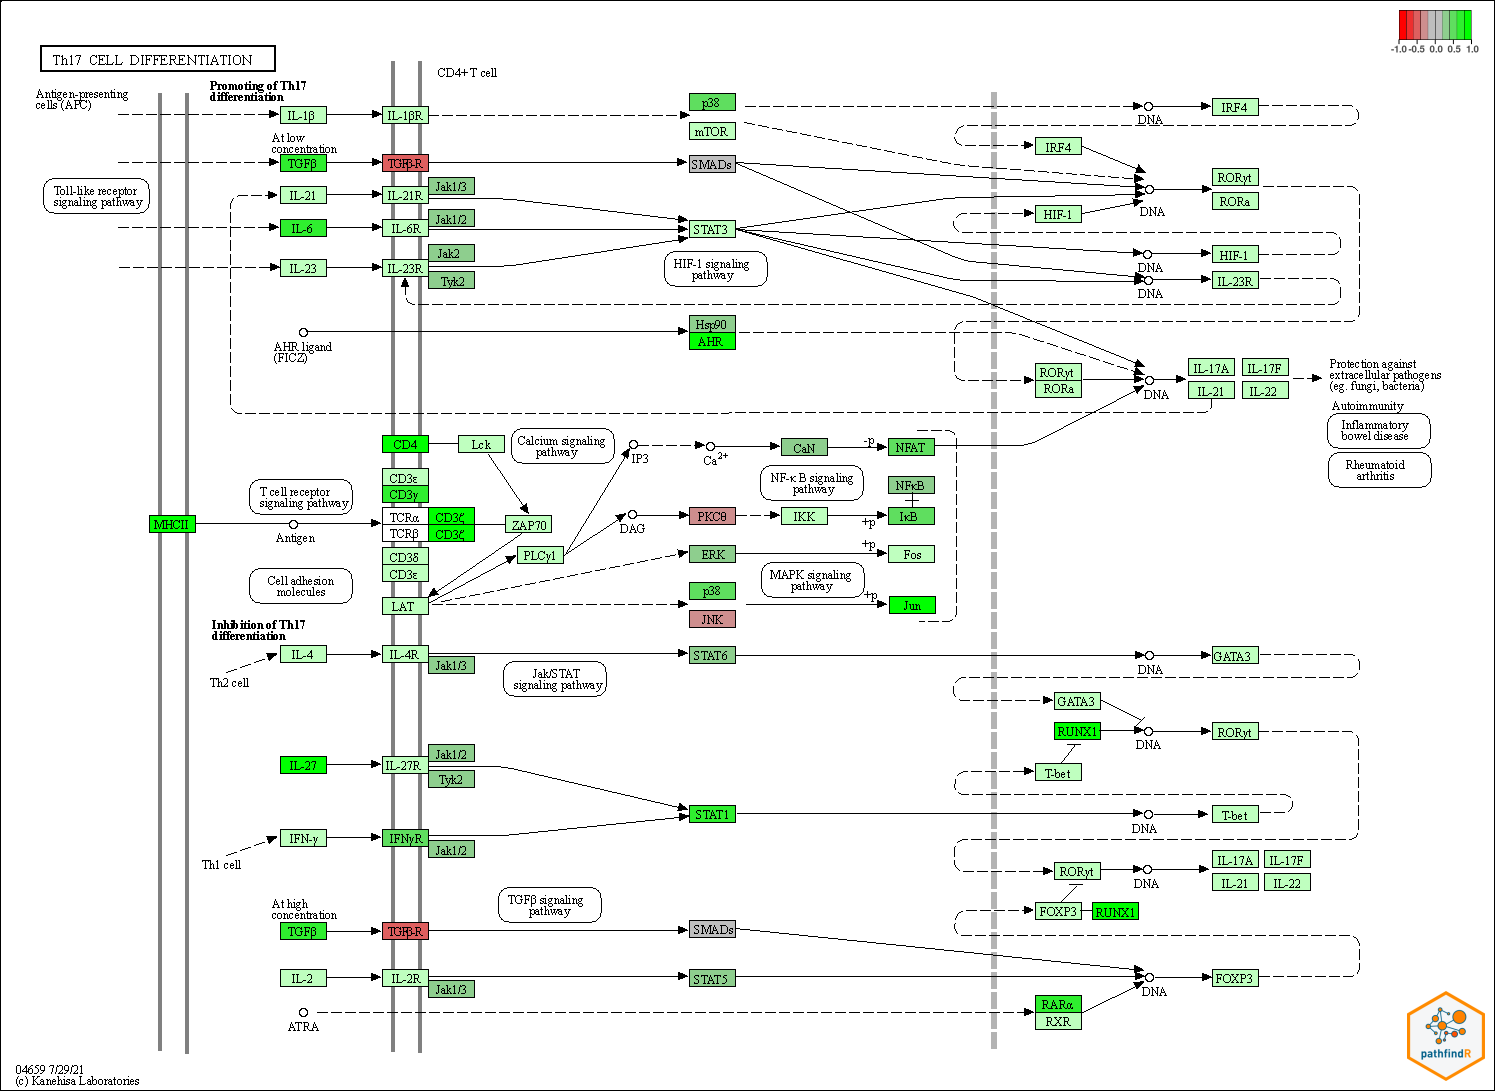 -1.0 -0.5 0.0 0.5 1.0
Th17 CELL DIFFERENTIATION
CD4+ T cell
Antigen-presenting
cells (APC)
Promoting of Th17
differentiation
IL-1β
IL-1βR
p38
mTOR
DNA
IRF4
IRF4
At low
concentration
TGFβ
TGFβ-R
SMADs
Toll-like receptor
signaling pathway
IL-21
IL-21R
Jak1/3
RORγt
RORa
DNA
HIF-1
IL-6
IL-6R
Jak1/2
STAT3
IL-23
IL-23R
Jak2
Tyk2
HIF-1 signaling
pathway
DNA
HIF-1
DNA
IL-23R
AHR ligand
(FICZ)
Hsp90
AHR
RORγt
RORa
DNA
IL-17A
IL-17F
IL-21
IL-22
Protection against
extracellular pathogens
(eg. fungi, bacteria)
Autoimmunity
Inflammatory
bowel disease
Rheumatoid
arthritis
CD4
Lck
Calcium signaling
pathway
IP3
Ca2+
CaN
-p
NFAT
CD3ε
CD3γ
T cell receptor
signaling pathway
NF-κB signaling
pathway
NFκB
MHCII
Antigen
TCRα
TCRβ
CD3ζ
CD3ζ
ZAP70
DAG
PKCθ
IKK
+p
IκB
CD3δ
CD3ε
PLCγ1
ERK
+p
Fos
Cell adhesion
molecules
LAT
p38
JNK
MAPK signaling
pathway
+p
Jun
Inhibition of Th17
differentiation
Th2 cell
IL-4
IL-4R
Jak1/3
STAT6
DNA
GATA3
Jak/STAT
signaling pathway
GATA3
RUNX1
DNA
RORγt
T-bet
IL-27
IL-27R
Jak1/2
Tyk2
STAT1
DNA
T-bet
Th1 cell
IFN-γ
IFNγR
Jak1/2
RORγt
DNA
IL-17A
IL-17F
IL-21
IL-22
FOXP3
RUNX1
At high
concentration
TGFβ
TGFβ-R
TGFβ signaling
pathway
SMADs
IL-2
IL-2R
Jak1/3
STAT5
DNA
FOXP3
ATRA
RARα
RXR
pathfindR
04659 7/29/21
(c) Kanehisa Laboratories